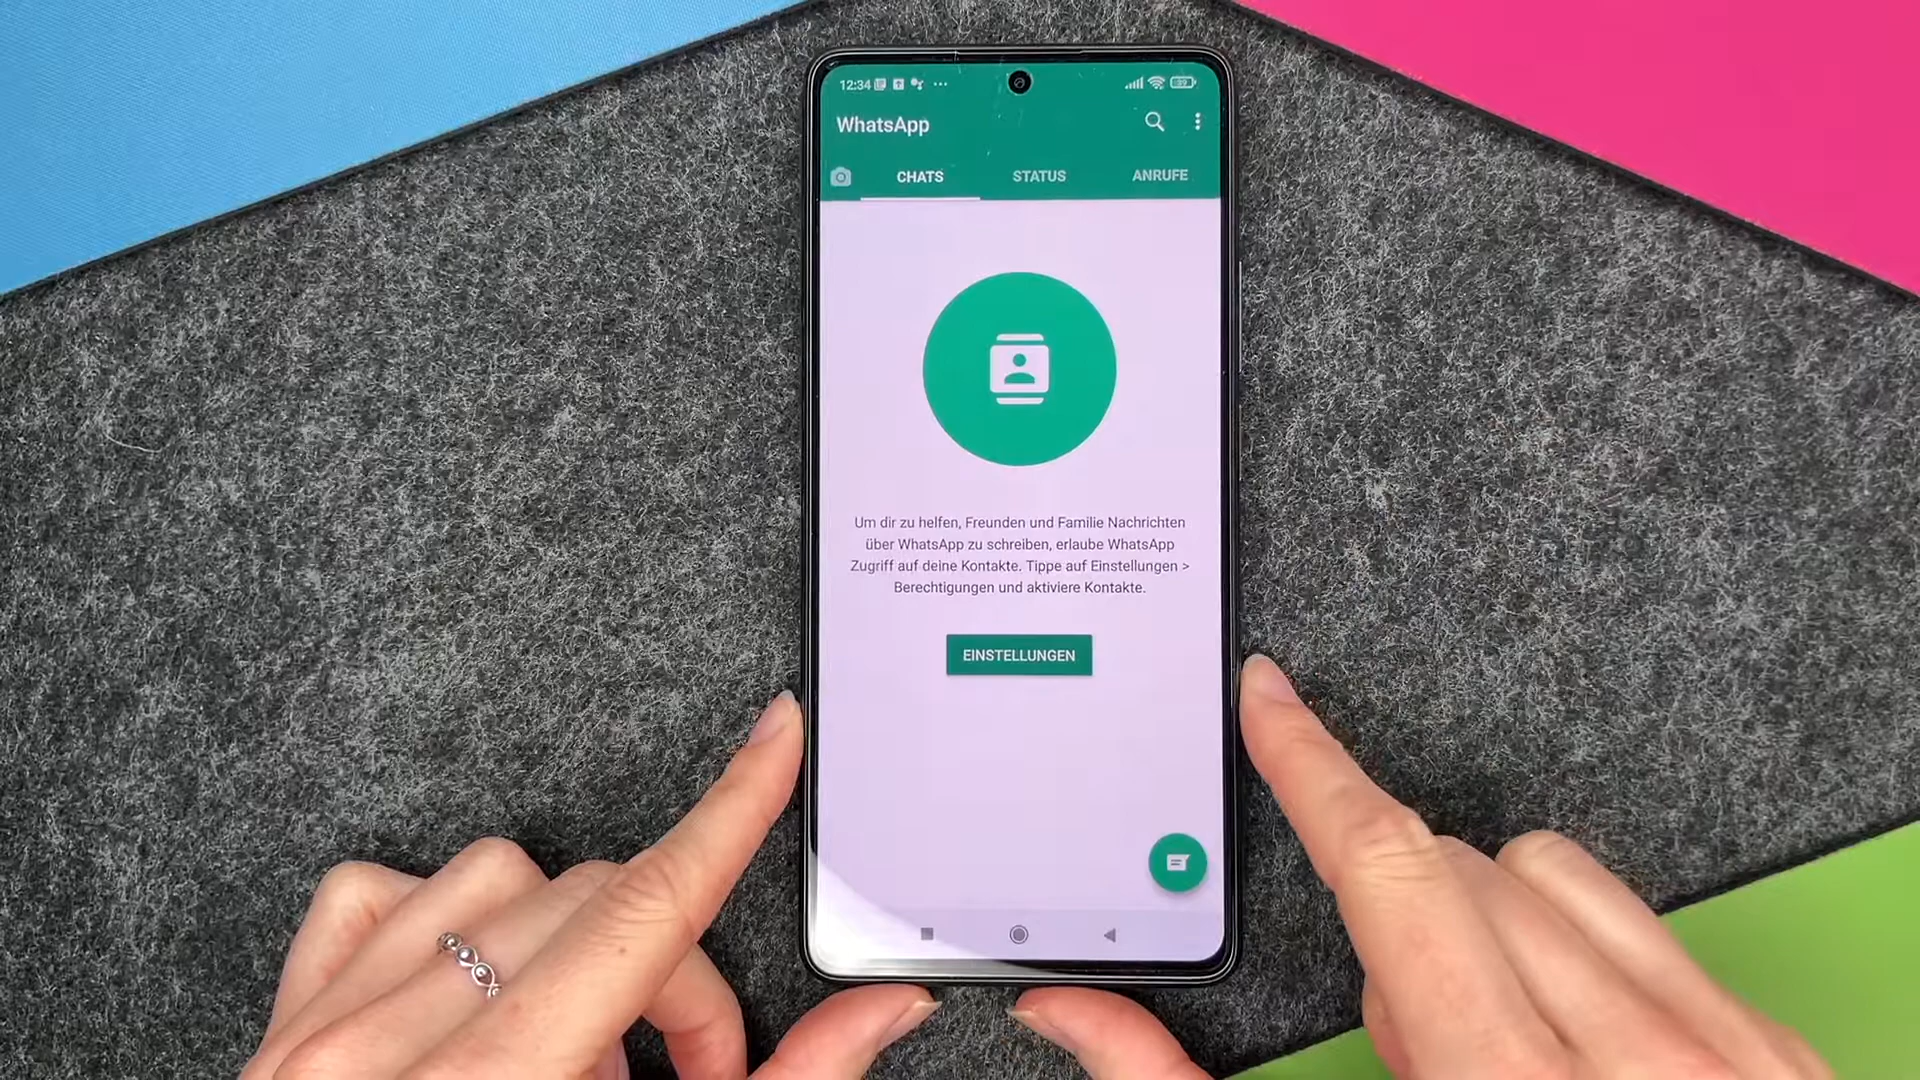 12:34
WhatsApp
CHATS STATUS ANRUFE
Um dir zu helfen, Freunden und Familie Nachrichten
über WhatsApp zu schreiben, erlaube WhatsApp
Zugriff auf deine Kontakte. Tippe auf Einstellungen >
Berechtigungen und aktiviere Kontakte.
EINSTELLUNGEN